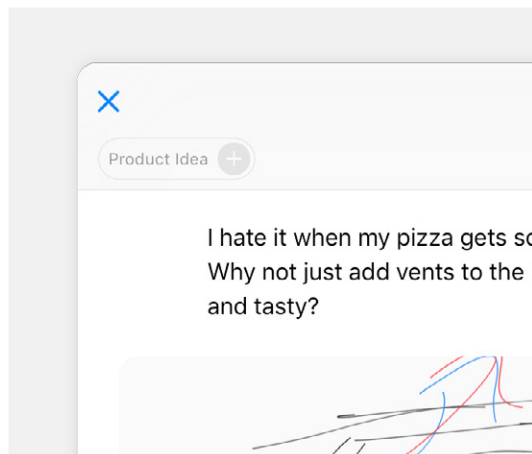 Product Idea
I hate it when my pizza gets
Why not just add vents to the
and tasty?